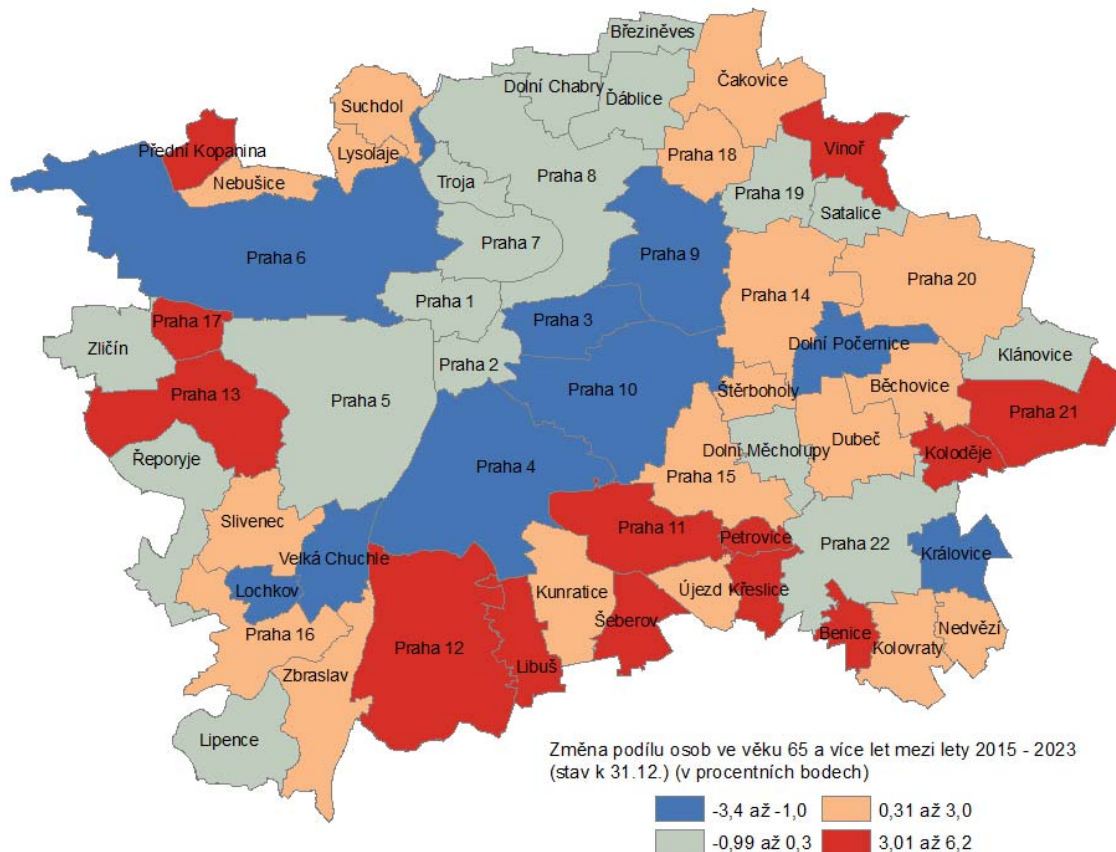 Březiněves
Dolní Chabry
Ďáblice
Čakovice
Suchdol
Přední Kopanina
Lysolaje
Praha 18
Vinoř
Nebušice
Troja
Praha 8
Praha 19
Satalice
Praha 7
Praha 6
Praha 9
Praha 20
Praha 14
Praha 1
Praha 17
Praha 3
Zličín
Dolní Počernice
Klánovice
Praha 2
Praha 13
Praha 5
Praha 10
Štěrboholy
Běchovice
Praha 21
Řeporyje
Praha 4
Dolní Měcholupy
Dubeč
Koloděje
Praha 15
Slivenec
Praha 11
Petrovice
Praha 22
Královice
Velká Chuchle
Lochkov
Kunratice
Újezd
Křeslice
Šeberov
Praha 16
Benice
Nedvězí
Praha 12
Kolovraty
Libuš
Zbraslav
Lipence
Změna podílu osob ve věku 65 a více let mezi lety 2015 - 2023
(stav k 31.12.) (v procentních bodech)
-3,4 až -1,0
0,31 až 3,0
-0,99 až 0,3
3,01 až 6,2